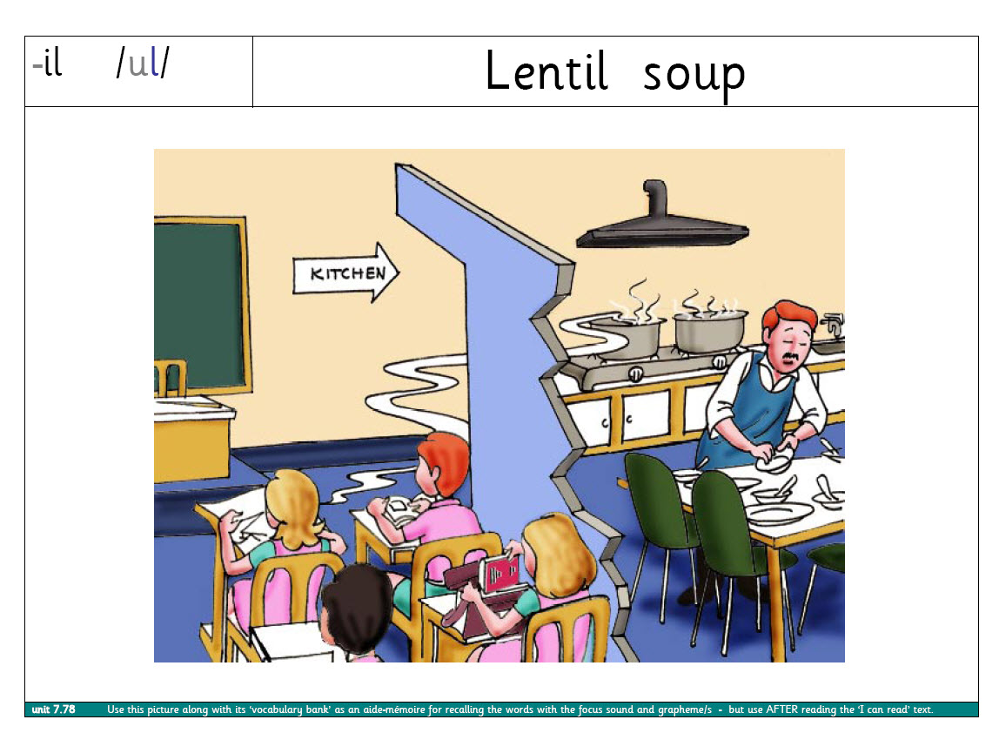 -il /ul/
Lentil soup
KITCHEN
unit 7.78 Use this picture along with its 'vocabulary bank' as an aide-mémoire for recalling the words with the focus sound and grapheme/s - but use AFTER reading the 'I can read' text.